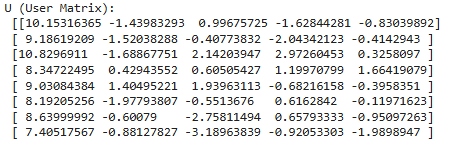 U (User Matrix):
[[10.15316365 -1.43983293  0.99675725 -1.62844281 -0.83039892]
[ 9.18619209 -1.52038288 -0.40773832 -2.04342123 -0.4142943 ]
[10.8296911  -1.68867751  2.14203947  2.97260453  0.3258097 ]
[ 8.34722495  0.42943552  0.60505427  1.19970799  1.66419079]
[ 9.03084384  1.40495221  1.93963113 -0.68216158 -0.3958351 ]
[ 8.19205256 -1.97793807 -0.5513676   0.6162842  -0.11971623]
[ 8.63999992 -0.60079    -2.75811494  0.65793333 -0.95097263]
[ 7.40517567 -0.88127827 -3.18963839 -0.92053303 -1.9898947 ]